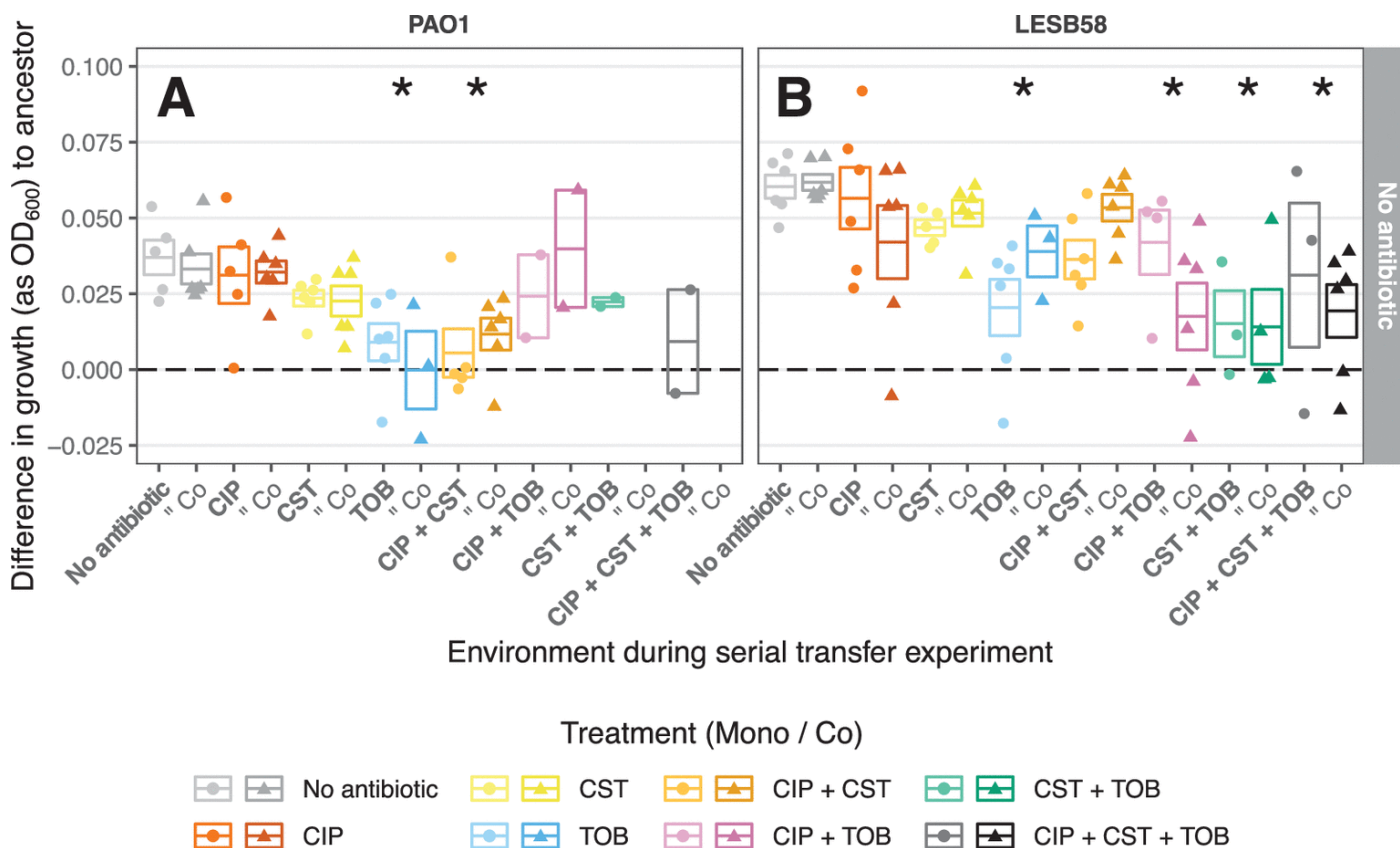 PAO1
LESB58
Difference in growth (as OD600) to ancestor
0.100
0.075
0.050
0.025
0.000
−0.025
A
*
*
B
*
*
*
*
No antibiotic
No antibiotic
" Co
CIP
" Co
CST
" Co
TOB
" Co
CIP + CST
" Co
CIP + TOB
" Co
CST + TOB
" Co
CIP + CST + TOB
" Co
No antibiotic
" Co
CIP
" Co
CST
" Co
TOB
" Co
CIP + CST
" Co
CIP + TOB
" Co
CST + TOB
" Co
CIP + CST + TOB
" Co
Environment during serial transfer experiment
Treatment (Mono / Co)
No antibiotic
CST
CIP + CST
CST + TOB
CIP
TOB
CIP + TOB
CIP + CST + TOB